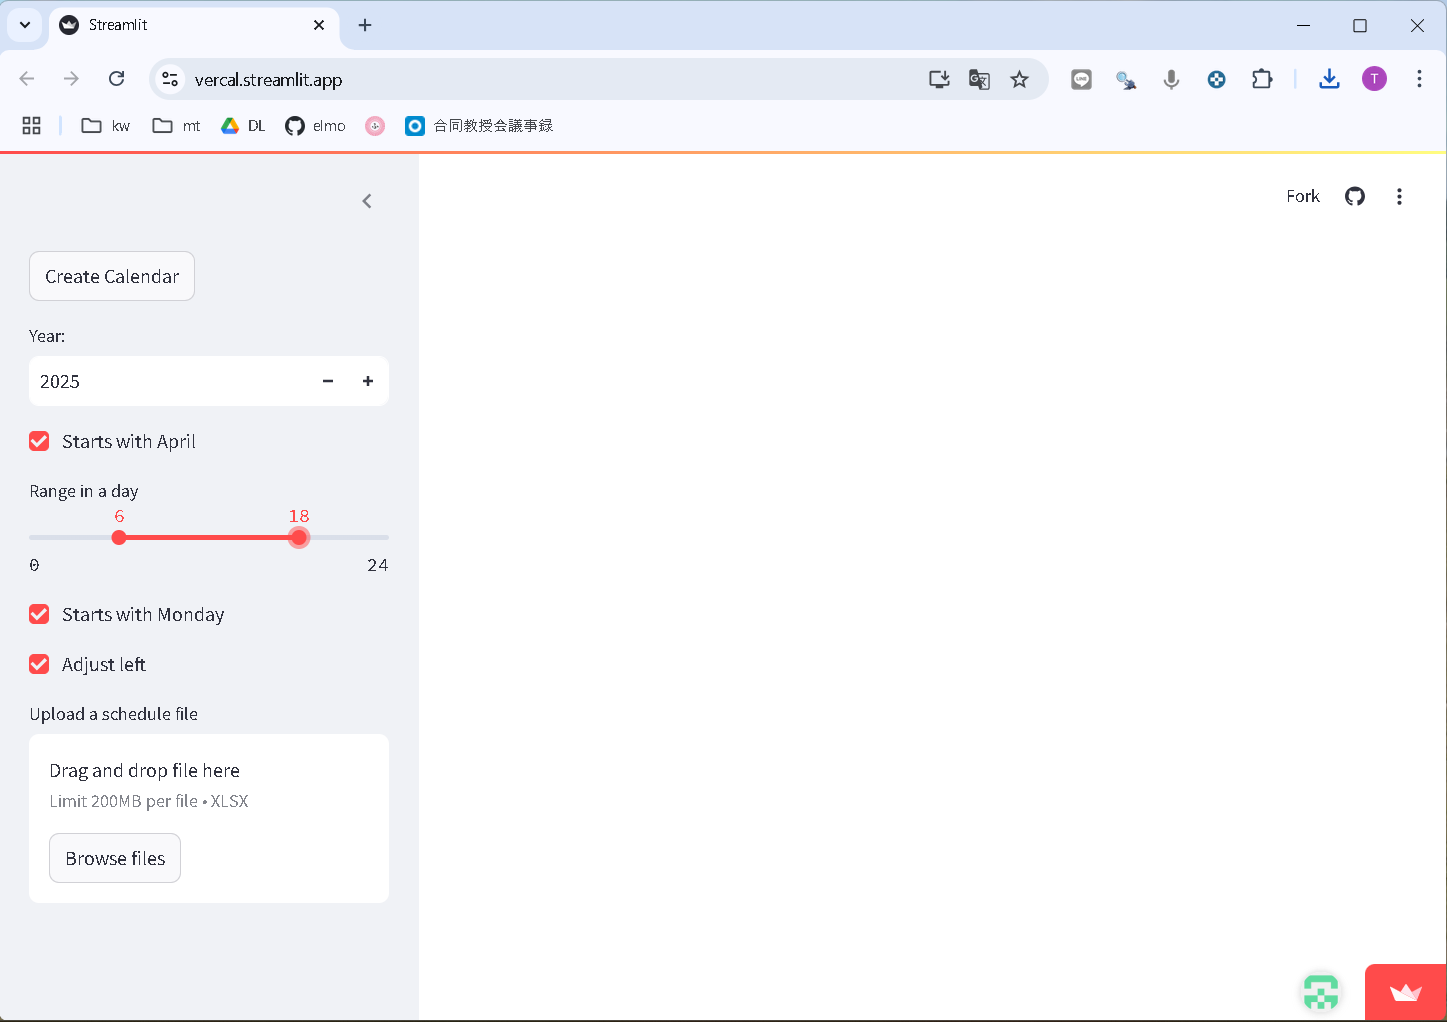 Streamlit
vercal.streamlit.app
T
kw
mt
DL
elmo
合同教授会議事録
Fork
Create Calendar
Year:
2025
Starts with April
Range in a day
6 18
0 24
Starts with Monday
Adjust left
Upload a schedule file
Drag and drop file here
Limit 200MB per file • XLSX
Browse files